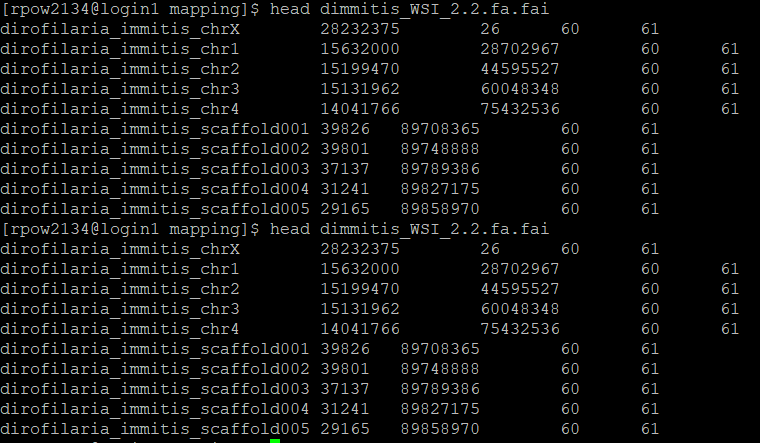 [rpow2134@login1 mapping]$ head dimmitis_WSI_2.2.fa.fai
dirofilaria_immitis_chrX 28232375 26 60 61
dirofilaria_immitis_chr1 15632000 28702967 60 61
dirofilaria_immitis_chr2 15199470 44595527 60 61
dirofilaria_immitis_chr3 15131962 60048348 60 61
dirofilaria_immitis_chr4 14041766 75432536 60 61
dirofilaria_immitis_scaffold001 39826 89708365 60 61
dirofilaria_immitis_scaffold002 39801 89748888 60 61
dirofilaria_immitis_scaffold003 37137 89789386 60 61
dirofilaria_immitis_scaffold004 31241 89827175 60 61
dirofilaria_immitis_scaffold005 29165 89858970 60 61
[rpow2134@login1 mapping]$ head dimmitis_WSI_2.2.fa.fai
dirofilaria_immitis_chrX 28232375 26 60 61
dirofilaria_immitis_chr1 15632000 28702967 60 61
dirofilaria_immitis_chr2 15199470 44595527 60 61
dirofilaria_immitis_chr3 15131962 60048348 60 61
dirofilaria_immitis_chr4 14041766 75432536 60 61
dirofilaria_immitis_scaffold001 39826 89708365 60 61
dirofilaria_immitis_scaffold002 39801 89748888 60 61
dirofilaria_immitis_scaffold003 37137 89789386 60 61
dirofilaria_immitis_scaffold004 31241 89827175 60 61
dirofilaria_immitis_scaffold005 29165 89858970 60 61